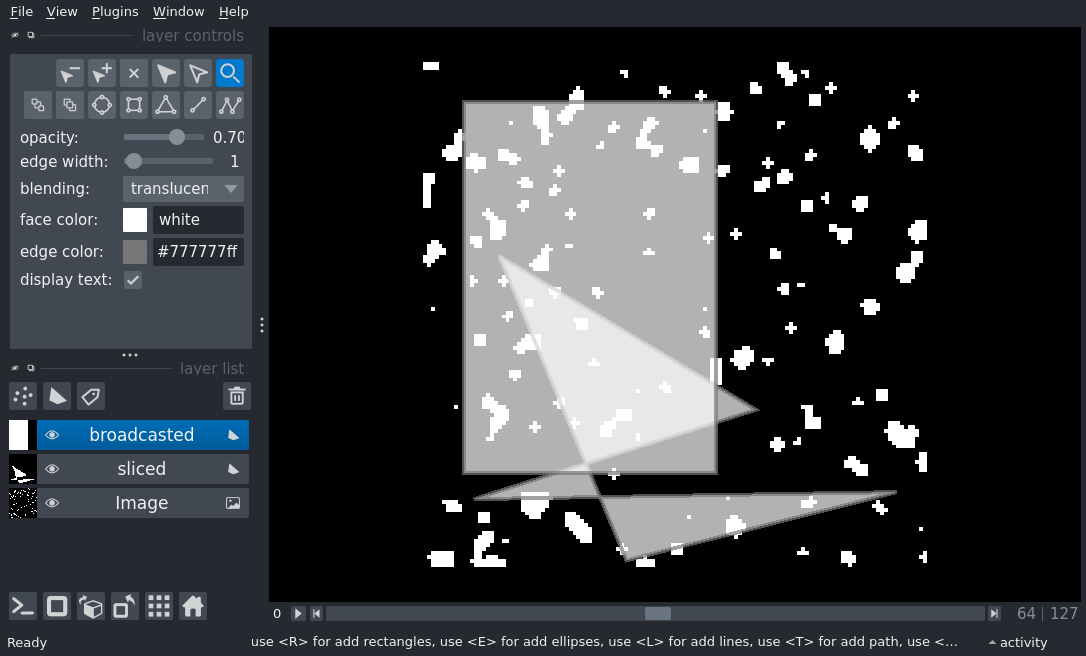 File View Plugins Window Help
layer controls
opacity: 0.70
edge width: 1
blending: translucen
face color: white
edge color: #777777ff
display text:
layer list
broadcasted
sliced
Image
0 64 127
Ready use <R> for add rectangles, use <E> for add ellipses, use <L> for add lines, use <T> for add path, use <... activity